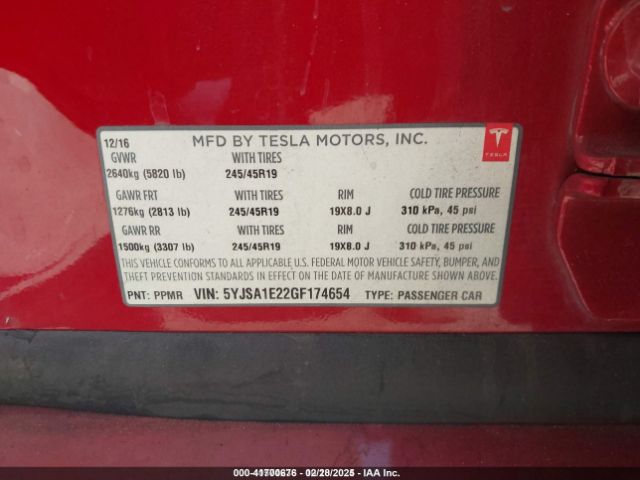 12/16 MFD BY TESLA MOTORS, INC.
TESLA
GVWR WITH TIRES
2640kg (5820 lb) 245/45R19
GAWR FRT WITH TIRES RIM COLD TIRE PRESSURE
1276kg (2813 lb) 245/45R19 19X8.0 J 310 kPa, 45 psi
GAWR RR WITH TIRES RIM COLD TIRE PRESSURE
1500kg (3307 lb) 245/45R19 19X8.0 J 310 kPa, 45 psi
THIS VEHICLE CONFORMS TO ALL APPLICABLE U.S. FEDERAL MOTOR VEHICLE SAFETY, BUMPER, AND
THEFT PREVENTION STANDARDS IN EFFECT ON THE DATE OF MANUFACTURE SHOWN ABOVE.
PNT: PPMR VIN: 5YJSA1E22GF174654 TYPE: PASSENGER CAR
000-41700676 - 02/28/2025 - IAA Inc.